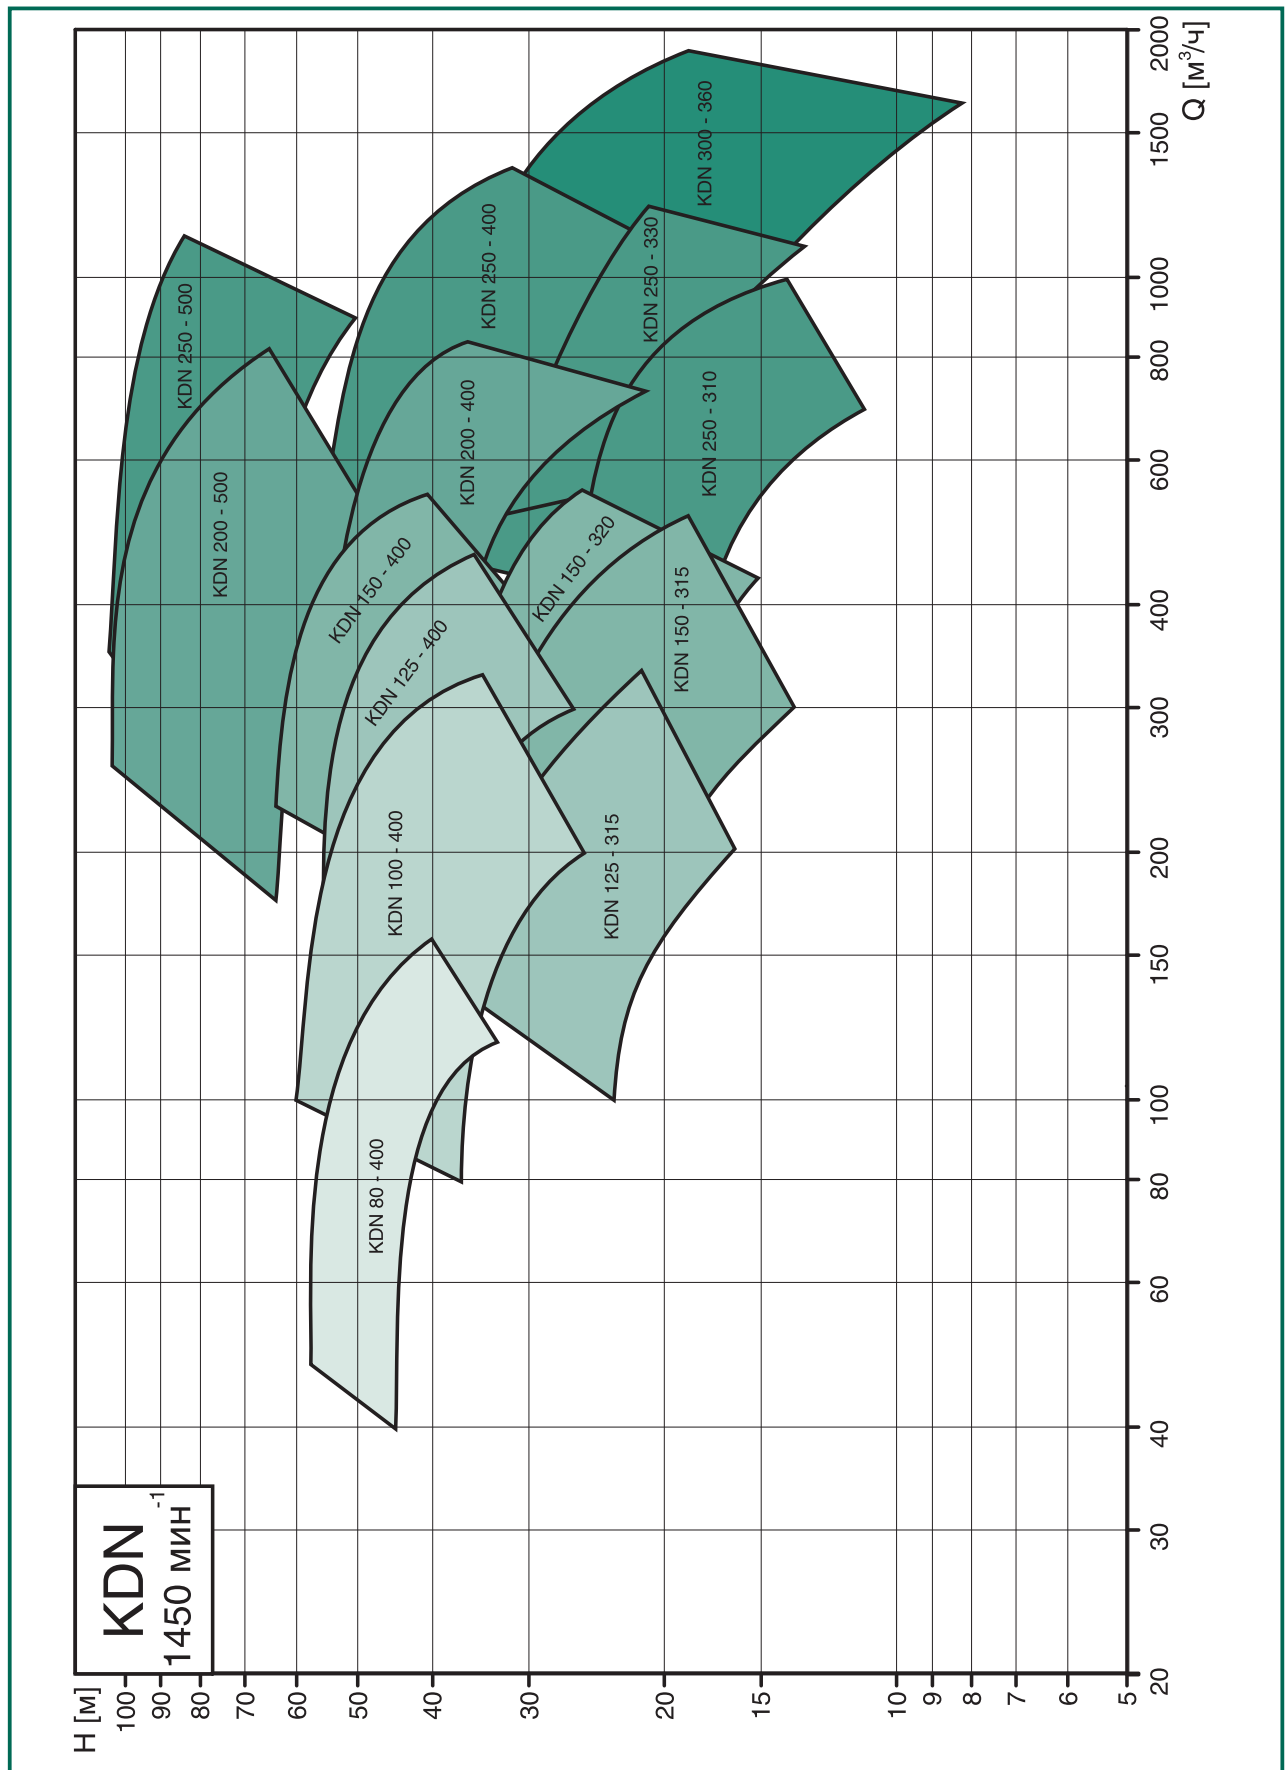 KDN
1450 мин -1
H [м]
100
90
80
70
60
50
40
30
20
15
10
9
8
7
6
5
20
30
40
60
80
100
150
200
300
400
600
800
1000
1500
2000
Q [м3/ч]
KDN 80 - 400
KDN 100 - 400
KDN 125 - 400
KDN 150 - 400
KDN 200 - 500
KDN 250 - 500
KDN 200 - 400
KDN 250 - 400
KDN 125 - 315
KDN 150 - 315
KDN 150 - 320
KDN 250 - 310
KDN 250 - 330
KDN 300 - 360